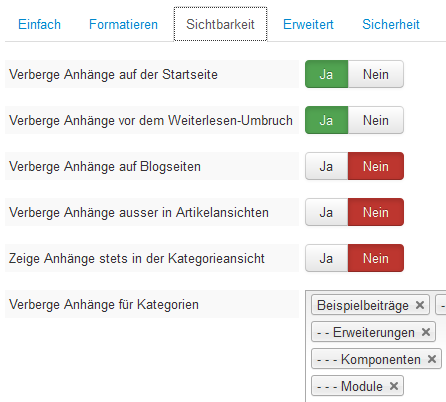 Einfach Formatieren Sichtbarkeit Erweitert Sicherheit
Verberge Anhänge auf der Startseite Ja Nein
Verberge Anhänge vor dem Weiterlesen-Umbruch Ja Nein
Verberge Anhänge auf Blogseiten Ja Nein
Verberge Anhänge ausser in Artikelansichten Ja Nein
Zeige Anhänge stets in der Kategorieansicht Ja Nein
Verberge Anhänge für Kategorien Beispielbeiträge × -
- - Erweiterungen ×
- - - Komponenten ×
- - - Module ×